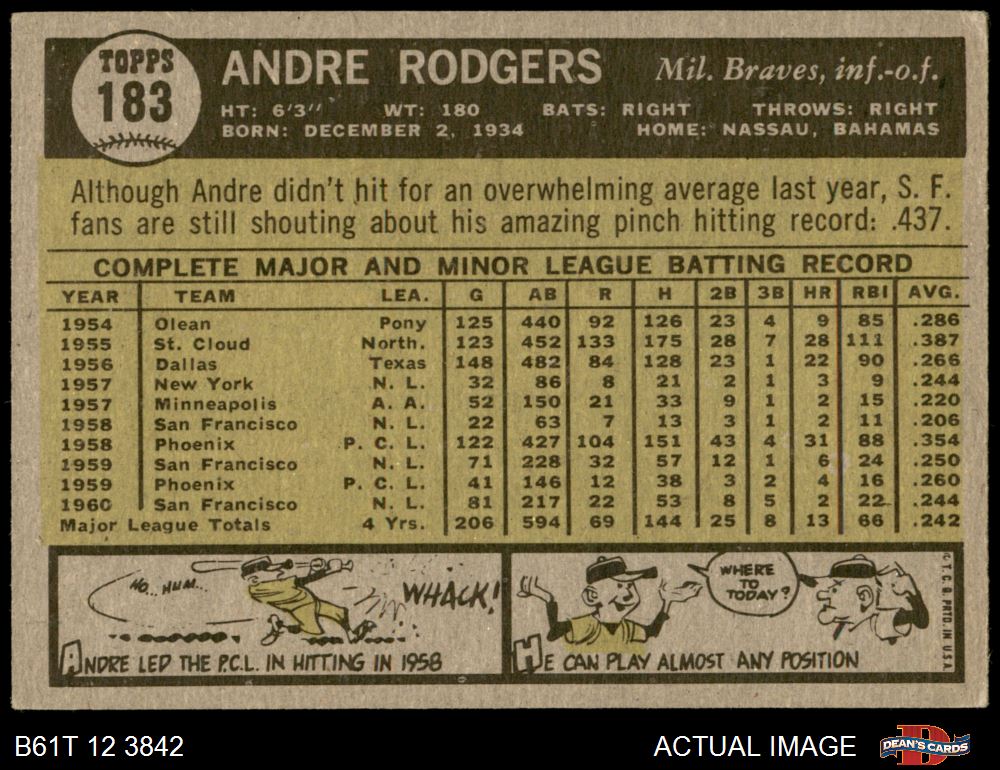 TOPPS
183
ANDRE RODGERS Mil. Braves, inf.-o.f.
HT: 6'3" WT: 180 BATS: RIGHT THROWS: RIGHT
BORN: DECEMBER 2, 1934 HOME: NASSAU, BAHAMAS
Although Andre didn't hit for an overwhelming average last year, S. F.
fans are still shouting about his amazing pinch hitting record: .437.
COMPLETE MAJOR AND MINOR LEAGUE BATTING RECORD
YEAR TEAM LEA. G AB R H 2B 3B HR RBI AVG.
1954 Olean Pony 125 440 92 126 23 4 9 85 .286
1955 St. Cloud North. 123 452 133 175 28 7 28 111 .387
1956 Dallas Texas 148 482 84 128 23 1 22 90 .266
1957 New York N. L. 32 86 8 21 2 1 3 9 .244
1957 Minneapolis A. A. 52 150 21 33 9 1 2 15 .220
1958 San Francisco N. L. 22 63 7 13 3 1 2 11 .206
1958 Phoenix P. C. L. 122 427 104 151 43 4 31 88 .354
1959 San Francisco N. L. 71 228 32 57 12 1 6 24 .250
1959 Phoenix P. C. L. 41 146 12 38 3 2 4 16 .260
1960 San Francisco N. L. 81 217 22 53 8 5 2 22 .244
Major League Totals 4 Yrs. 206 594 69 144 25 8 13 66 .242
HO... HUM...
WHACK!
ANDRE LED THE P.C.L. IN HITTING IN 1958
WHERE
TO
TODAY?
HE CAN PLAY ALMOST ANY POSITION
© T. C. G. PRTD. IN U.S.A.
B61T 12 3842
ACTUAL IMAGE
D
DEAN'S CARDS